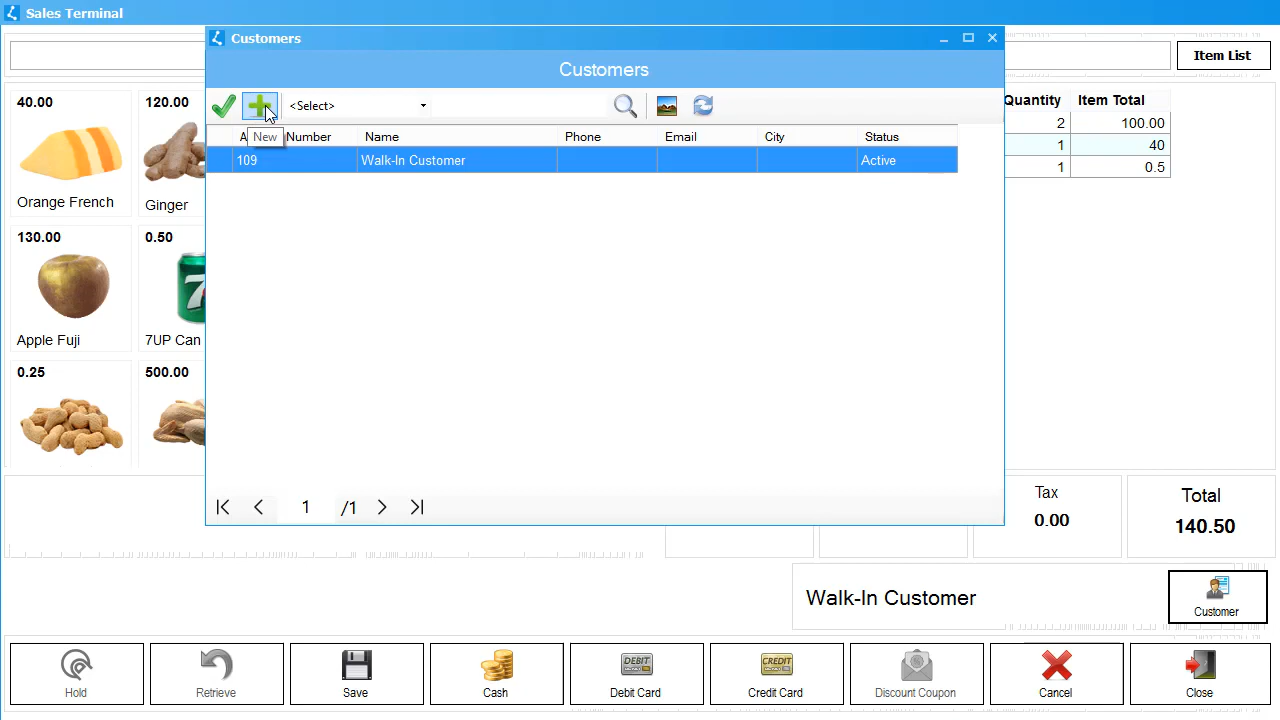 Sales Terminal
Customers
Customers
Item List
<Select>
New
A Number Name Phone Email City Status
109 Walk-In Customer Active
40.00 120.00
Orange French Ginger
130.00 0.50
Apple Fuji 7UP Can
0.25 500.00
Quantity Item Total
2 100.00
1 40
1 0.5
1 /1
Tax
0.00
Total
140.50
Walk-In Customer
Customer
DEBIT CREDIT
Hold Retrieve Save Cash Debit Card Credit Card Discount Coupon Cancel Close